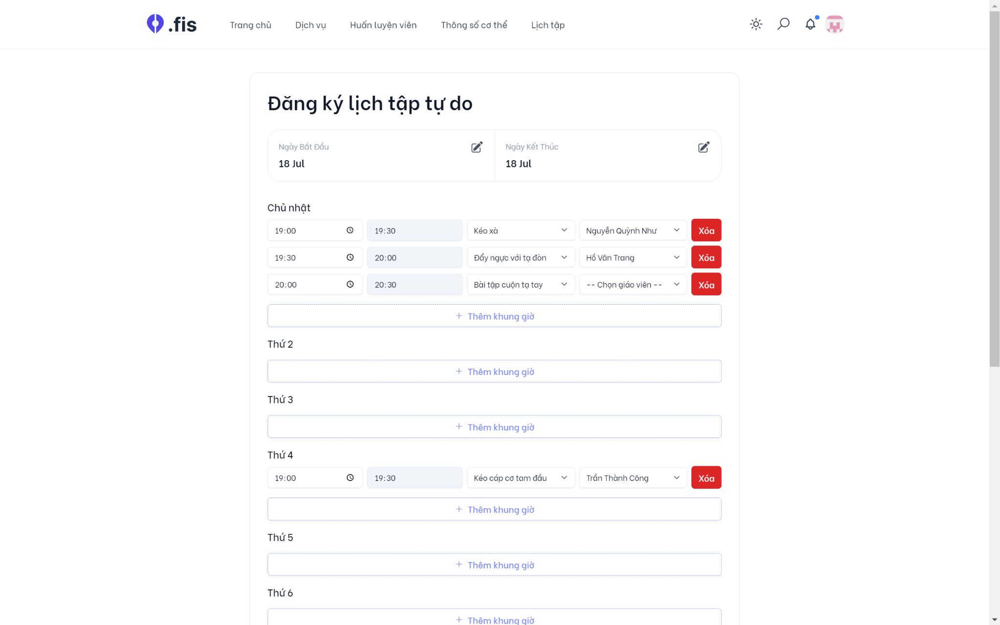 .fis
Trang chủ Dịch vụ Huấn luyện viên Thông số cơ thể Lịch tập
Đăng ký lịch tập tự do
Ngày Bắt Đầu Ngày Kết Thúc
18 Jul 18 Jul
Chủ nhật
19:00 19:30 Kéo xà Nguyễn Quỳnh Như Xóa
19:30 20:00 Đẩy ngực với tạ đòn Hồ Vân Trang Xóa
20:00 20:30 Bài tập cuộn tạ tay -- Chọn giáo viên -- Xóa
+ Thêm khung giờ
Thứ 2
+ Thêm khung giờ
Thứ 3
+ Thêm khung giờ
Thứ 4
19:00 19:30 Kéo cáp cơ tam đầu Trần Thành Công Xóa
+ Thêm khung giờ
Thứ 5
+ Thêm khung giờ
Thứ 6
+ Thêm khung giờ